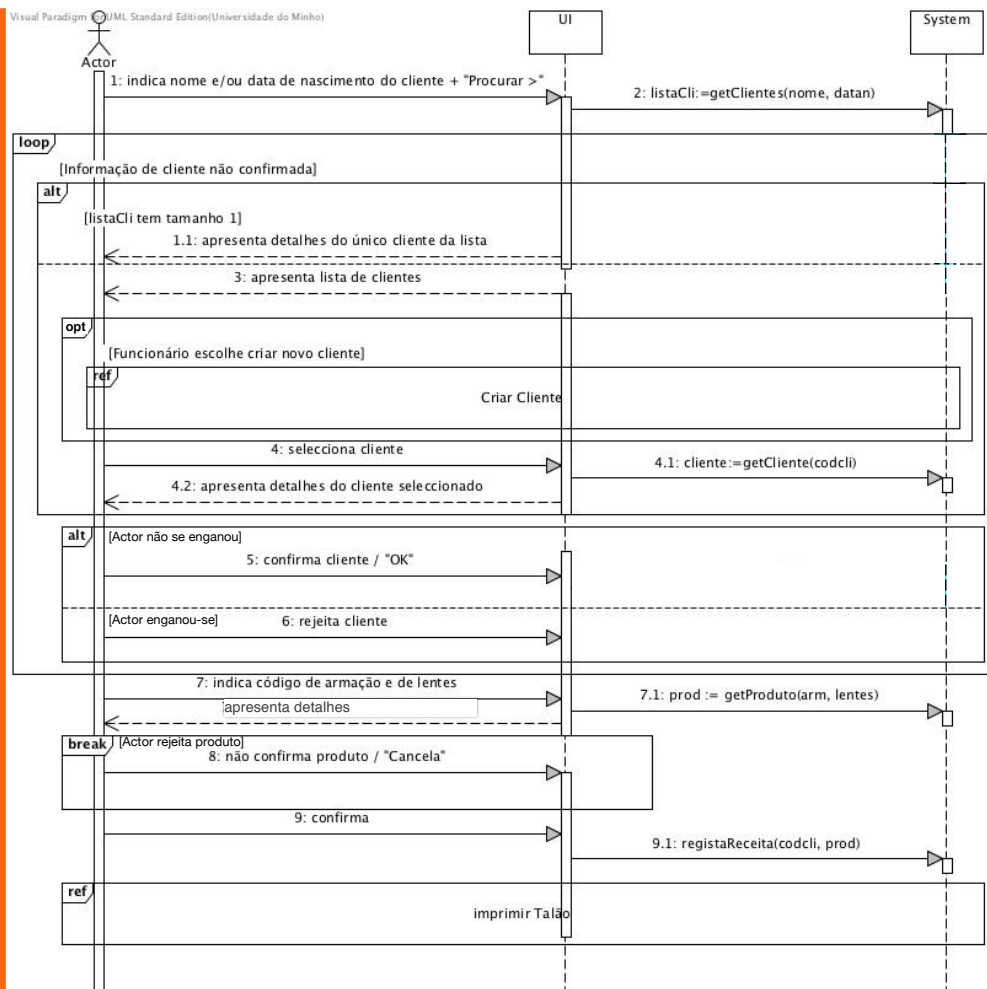 Visual Paradigm for UML Standard Edition(Universidade do Minho)
Actor
UI
System
1: indica nome e/ou data de nascimento do cliente + "Procurar >"
2: listaCli:=getClientes(nome, datan)
loop
[Informação de cliente não confirmada]
alt
[listaCli tem tamanho 1]
1.1: apresenta detalhes do único cliente da lista
3: apresenta lista de clientes
opt
[Funcionário escolhe criar novo cliente]
ref
Criar Cliente
4: selecciona cliente
4.1: cliente:=getCliente(codcli)
4.2: apresenta detalhes do cliente seleccionado
alt
[Actor não se enganou]
5: confirma cliente / "OK"
[Actor enganou-se]
6: rejeita cliente
7: indica código de armação e de lentes
7.1: prod := getProduto(arm, lentes)
apresenta detalhes
break
[Actor rejeita produto]
8: não confirma produto / "Cancela"
9: confirma
9.1: registaReceita(codcli, prod)
ref
imprimir Talão